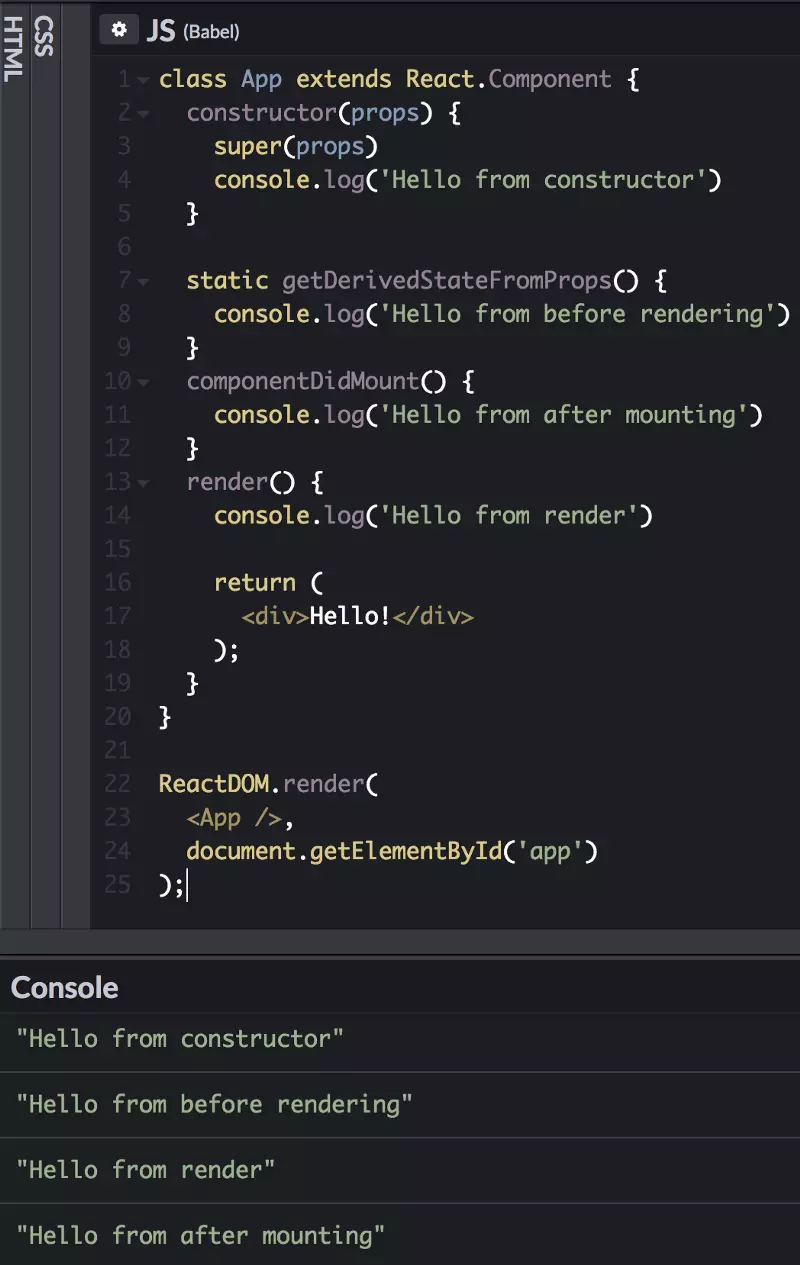 HTML
CSS
JS (Babel)
1 class App extends React.Component {
2   constructor(props) {
3     super(props)
4     console.log('Hello from constructor')
5   }
6
7   static getDerivedStateFromProps() {
8     console.log('Hello from before rendering')
9   }
10   componentDidMount() {
11     console.log('Hello from after mounting')
12   }
13   render() {
14     console.log('Hello from render')
15
16     return (
17       <div>Hello!</div>
18     );
19   }
20 }
21
22 ReactDOM.render(
23   <App />,
24   document.getElementById('app')
25 );
Console
"Hello from constructor"
"Hello from before rendering"
"Hello from render"
"Hello from after mounting"